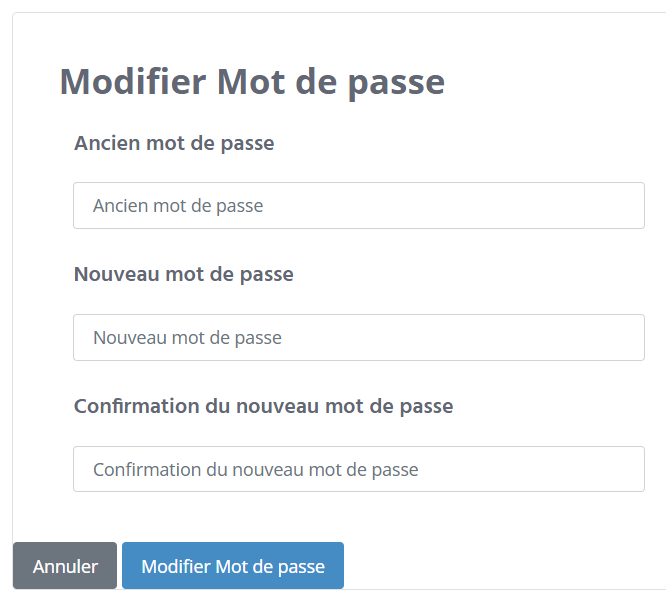 Modifier Mot de passe
Ancien mot de passe
Ancien mot de passe
Nouveau mot de passe
Nouveau mot de passe
Confirmation du nouveau mot de passe
Confirmation du nouveau mot de passe
Annuler Modifier Mot de passe